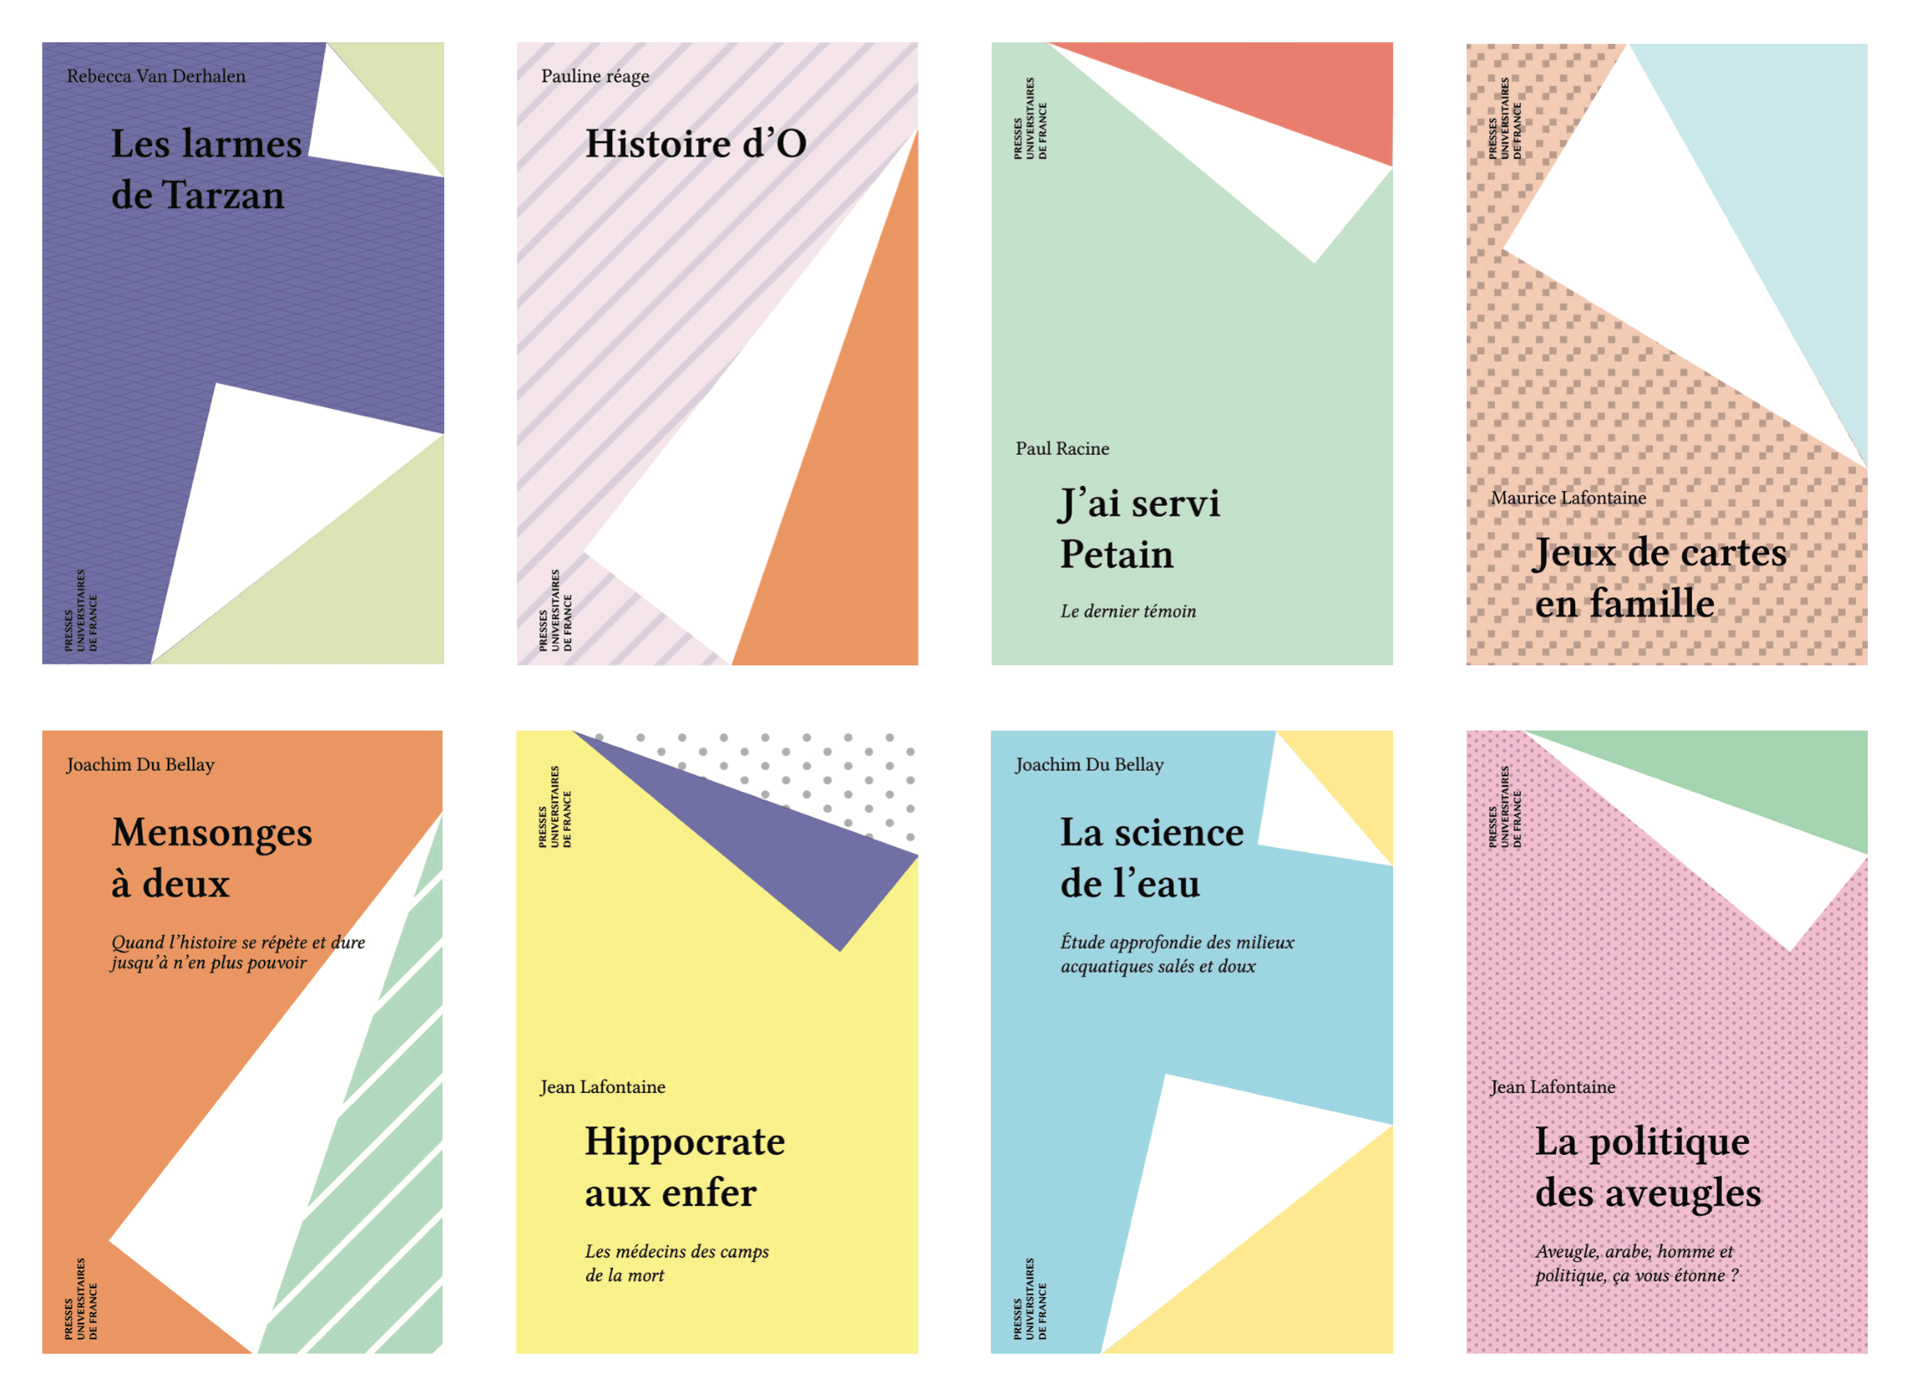 Rebecca Van Derhalen
Les larmes
de Tarzan
PRESSES
UNIVERSITAIRES
DE FRANCE
Pauline réage
Histoire d’O
PRESSES
UNIVERSITAIRES
DE FRANCE
PRESSES
UNIVERSITAIRES
DE FRANCE
Paul Racine
J’ai servi
Petain
Le dernier témoin
PRESSES
UNIVERSITAIRES
DE FRANCE
Maurice Lafontaine
Jeux de cartes
en famille
Joachim Du Bellay
Mensonges
à deux
Quand l’histoire se répète et dure
jusqu’à n’en plus pouvoir
PRESSES
UNIVERSITAIRES
DE FRANCE
PRESSES
UNIVERSITAIRES
DE FRANCE
Jean Lafontaine
Hippocrate
aux enfer
Les médecins des camps
de la mort
Joachim Du Bellay
La science
de l’eau
Étude approfondie des milieux
acquatiques salés et doux
PRESSES
UNIVERSITAIRES
DE FRANCE
PRESSES
UNIVERSITAIRES
DE FRANCE
Jean Lafontaine
La politique
des aveugles
Aveugle, arabe, homme et
politique, ça vous étonne ?